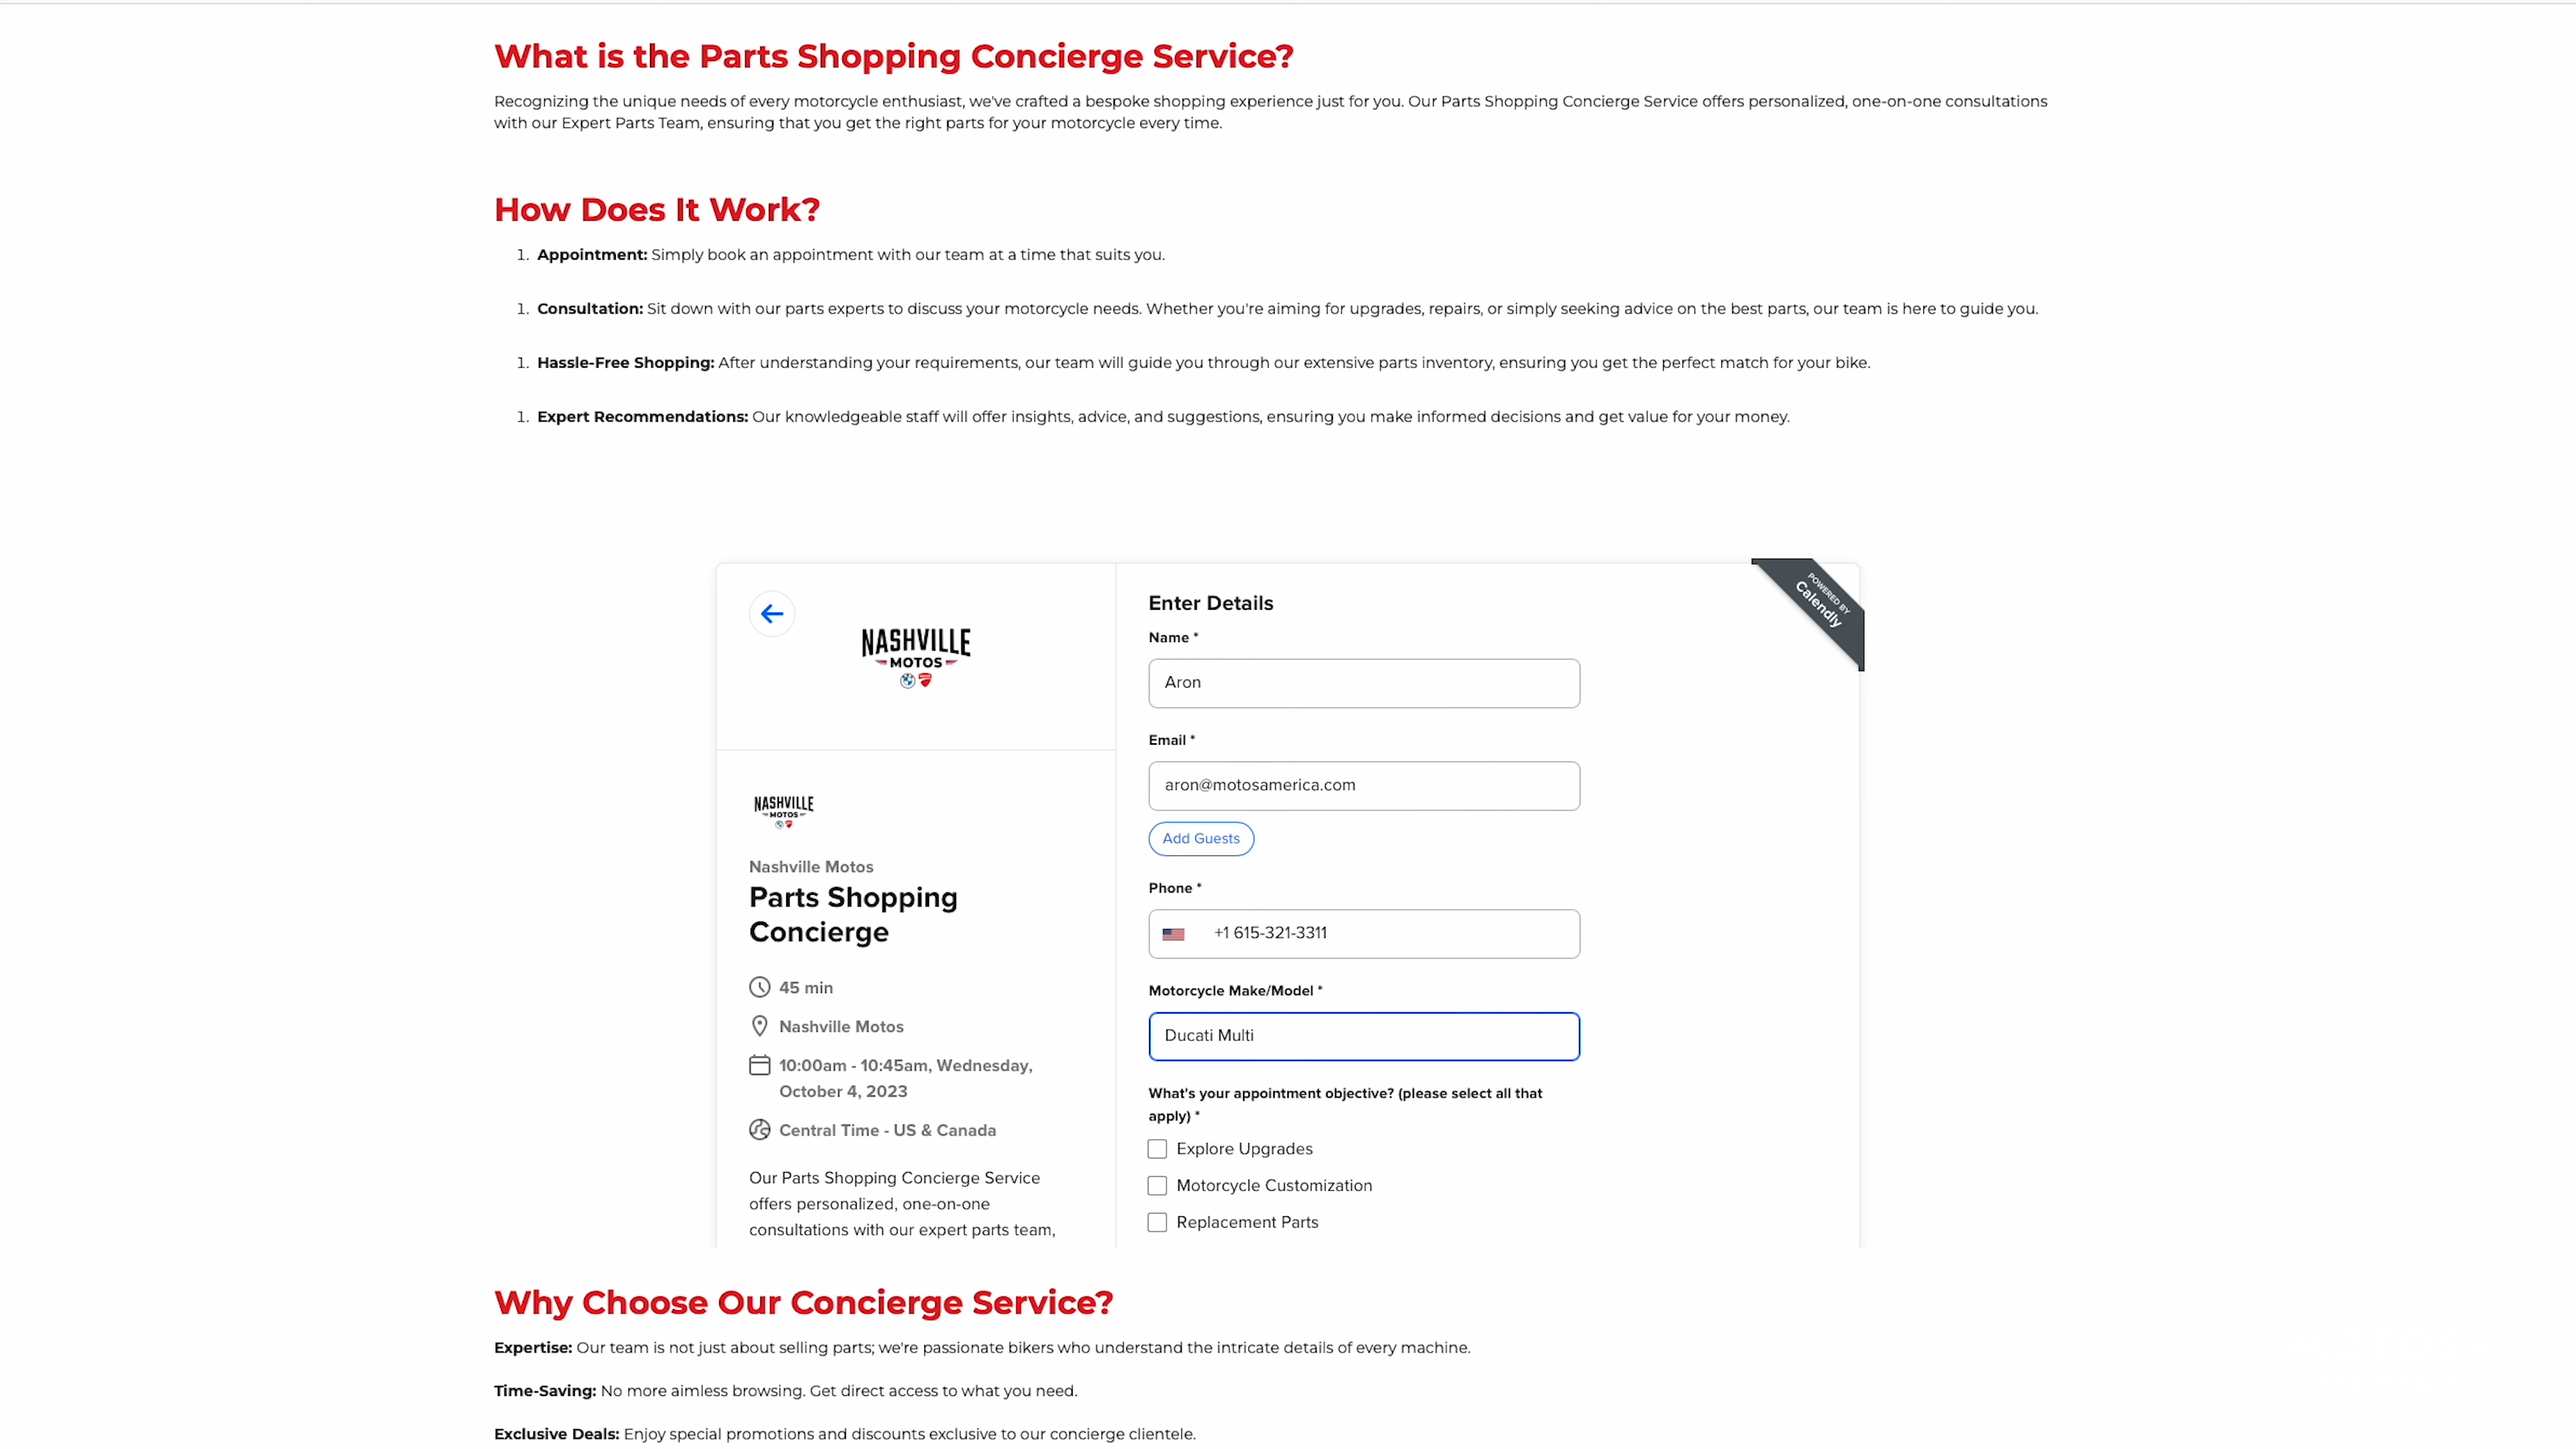 What is the Parts Shopping Concierge Service?
Recognizing the unique needs of every motorcycle enthusiast, we've crafted a bespoke shopping experience just for you. Our Parts Shopping Concierge Service offers personalized, one-on-one consultations
with our Expert Parts Team, ensuring that you get the right parts for your motorcycle every time.
How Does It Work?
1. Appointment: Simply book an appointment with our team at a time that suits you.
1. Consultation: Sit down with our parts experts to discuss your motorcycle needs. Whether you're aiming for upgrades, repairs, or simply seeking advice on the best parts, our team is here to guide you.
1. Hassle-Free Shopping: After understanding your requirements, our team will guide you through our extensive parts inventory, ensuring you get the perfect match for your bike.
1. Expert Recommendations: Our knowledgeable staff will offer insights, advice, and suggestions, ensuring you make informed decisions and get value for your money.
NASHVILLE
MOTOS
NASHVILLE
MOTOS
Nashville Motos
Parts Shopping
Concierge
45 min
Nashville Motos
10:00am - 10:45am, Wednesday,
October 4, 2023
Central Time - US & Canada
Our Parts Shopping Concierge Service
offers personalized, one-on-one
consultations with our expert parts team,
Enter Details
Name *
Aron
Email *
aron@motosamerica.com
Add Guests
Phone *
+1 615-321-3311
Motorcycle Make/Model *
Ducati Multi
What's your appointment objective? (please select all that
apply) *
Explore Upgrades
Motorcycle Customization
Replacement Parts
POWERED BY
Calendly
Why Choose Our Concierge Service?
Expertise: Our team is not just about selling parts; we're passionate bikers who understand the intricate details of every machine.
Time-Saving: No more aimless browsing. Get direct access to what you need.
Exclusive Deals: Enjoy special promotions and discounts exclusive to our concierge clientele.